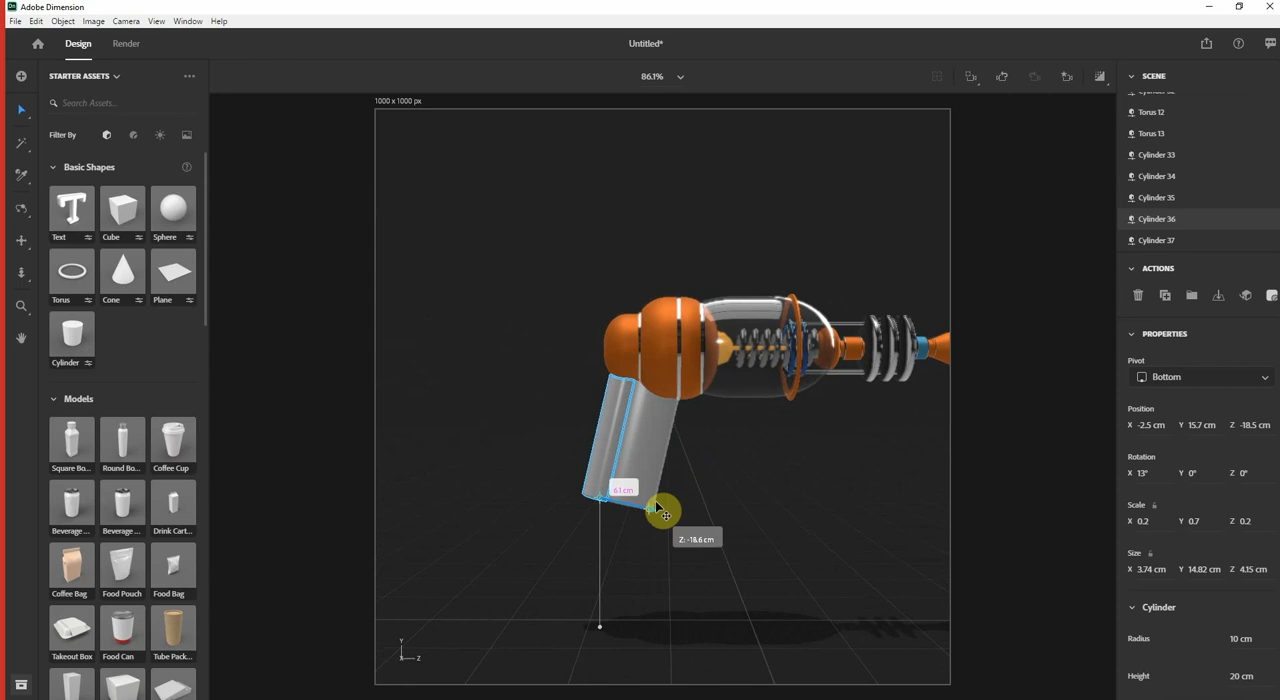 Dn Adobe Dimension
File Edit Object Image Camera View Window Help
Design Render Untitled*
STARTER ASSETS
86.1%
Search Assets...
Filter By
Basic Shapes
Text Cube Sphere
Torus Cone Plane
Cylinder
Models
Square Bo... Round Bo... Coffee Cup
Beverage ... Beverage ... Drink Cart...
Coffee Bag Food Pouch Food Bag
Takeout Box Food Can Tube Pack...
1000 x 1000 px
61 cm
Z: -18.6 cm
Y
X Z
SCENE
Torus 12
Torus 13
Cylinder 33
Cylinder 34
Cylinder 35
Cylinder 36
Cylinder 37
ACTIONS
PROPERTIES
Pivot
Bottom
Position
X -2.5 cm Y 15.7 cm Z -18.5 cm
Rotation
X 13° Y 0° Z 0°
Scale
X 0.2 Y 0.7 Z 0.2
Size
X 3.74 cm Y 14.82 cm Z 4.15 cm
Cylinder
Radius 10 cm
Height 20 cm